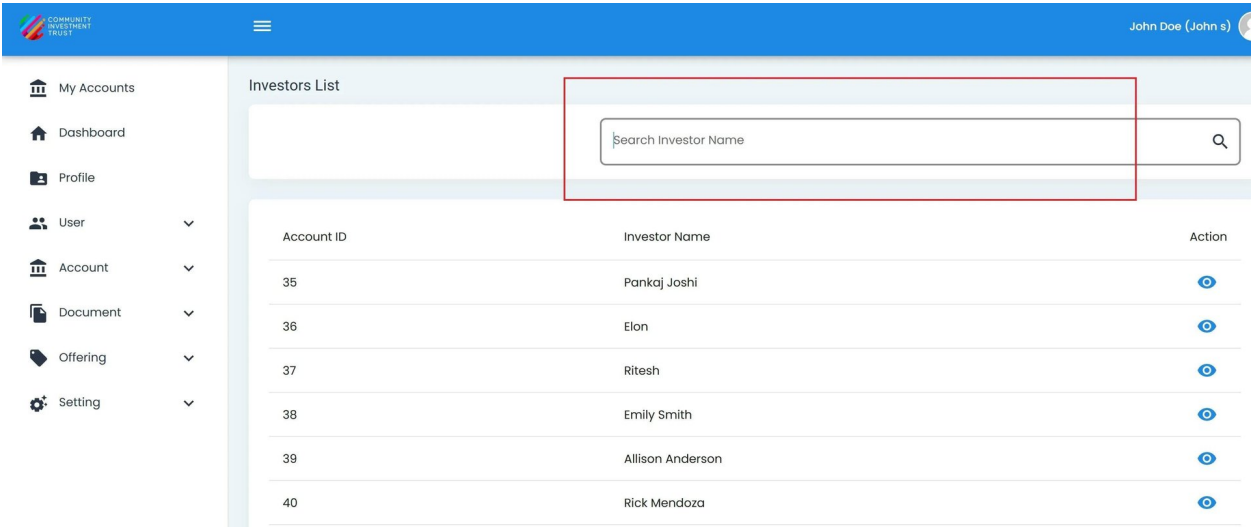 COMMUNITY
INVESTMENT
TRUST
John Doe (John s)
My Accounts
Dashboard
Profile
User
Account
Document
Offering
Setting
Investors List
Search Investor Name
Account ID Investor Name Action
35 Pankaj Joshi
36 Elon
37 Ritesh
38 Emily Smith
39 Allison Anderson
40 Rick Mendoza